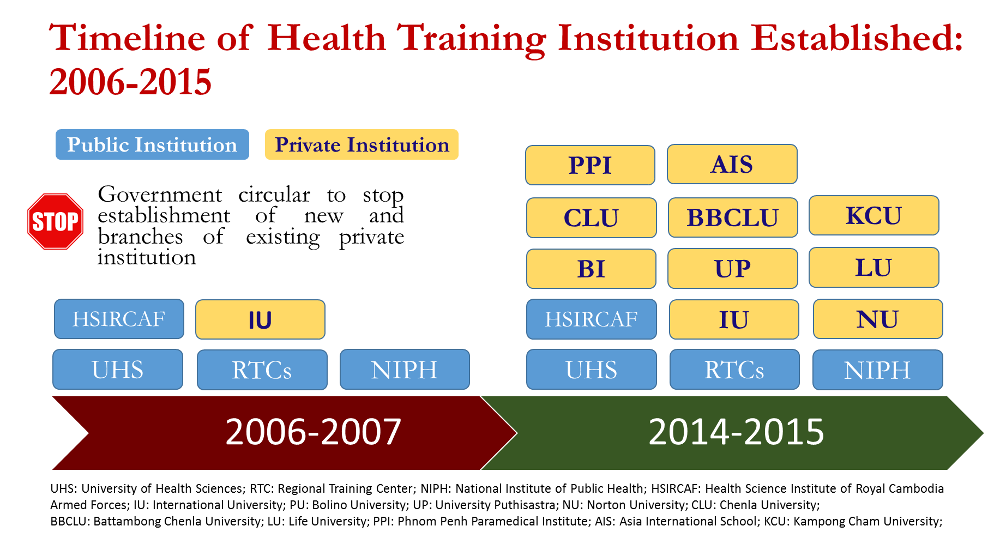 Timeline of Health Training Institution Established:
2006-2015
Public Institution
Private Institution
STOP
Government circular to stop
establishment of new and
branches of existing private
institution
HSIRCAF
IU
UHS
RTCs
NIPH
PPI
AIS
CLU
BBCLU
KCU
BI
UP
LU
HSIRCAF
IU
NU
UHS
RTCs
NIPH
2006-2007
2014-2015
UHS: University of Health Sciences; RTC: Regional Training Center; NIPH: National Institute of Public Health; HSIRCAF: Health Science Institute of Royal Cambodia
Armed Forces; IU: International University; PU: Bolino University; UP: University Puthisastra; NU: Norton University; CLU: Chenla University;
BBCLU: Battambong Chenla University; LU: Life University; PPI: Phnom Penh Paramedical Institute; AIS: Asia International School; KCU: Kampong Cham University;